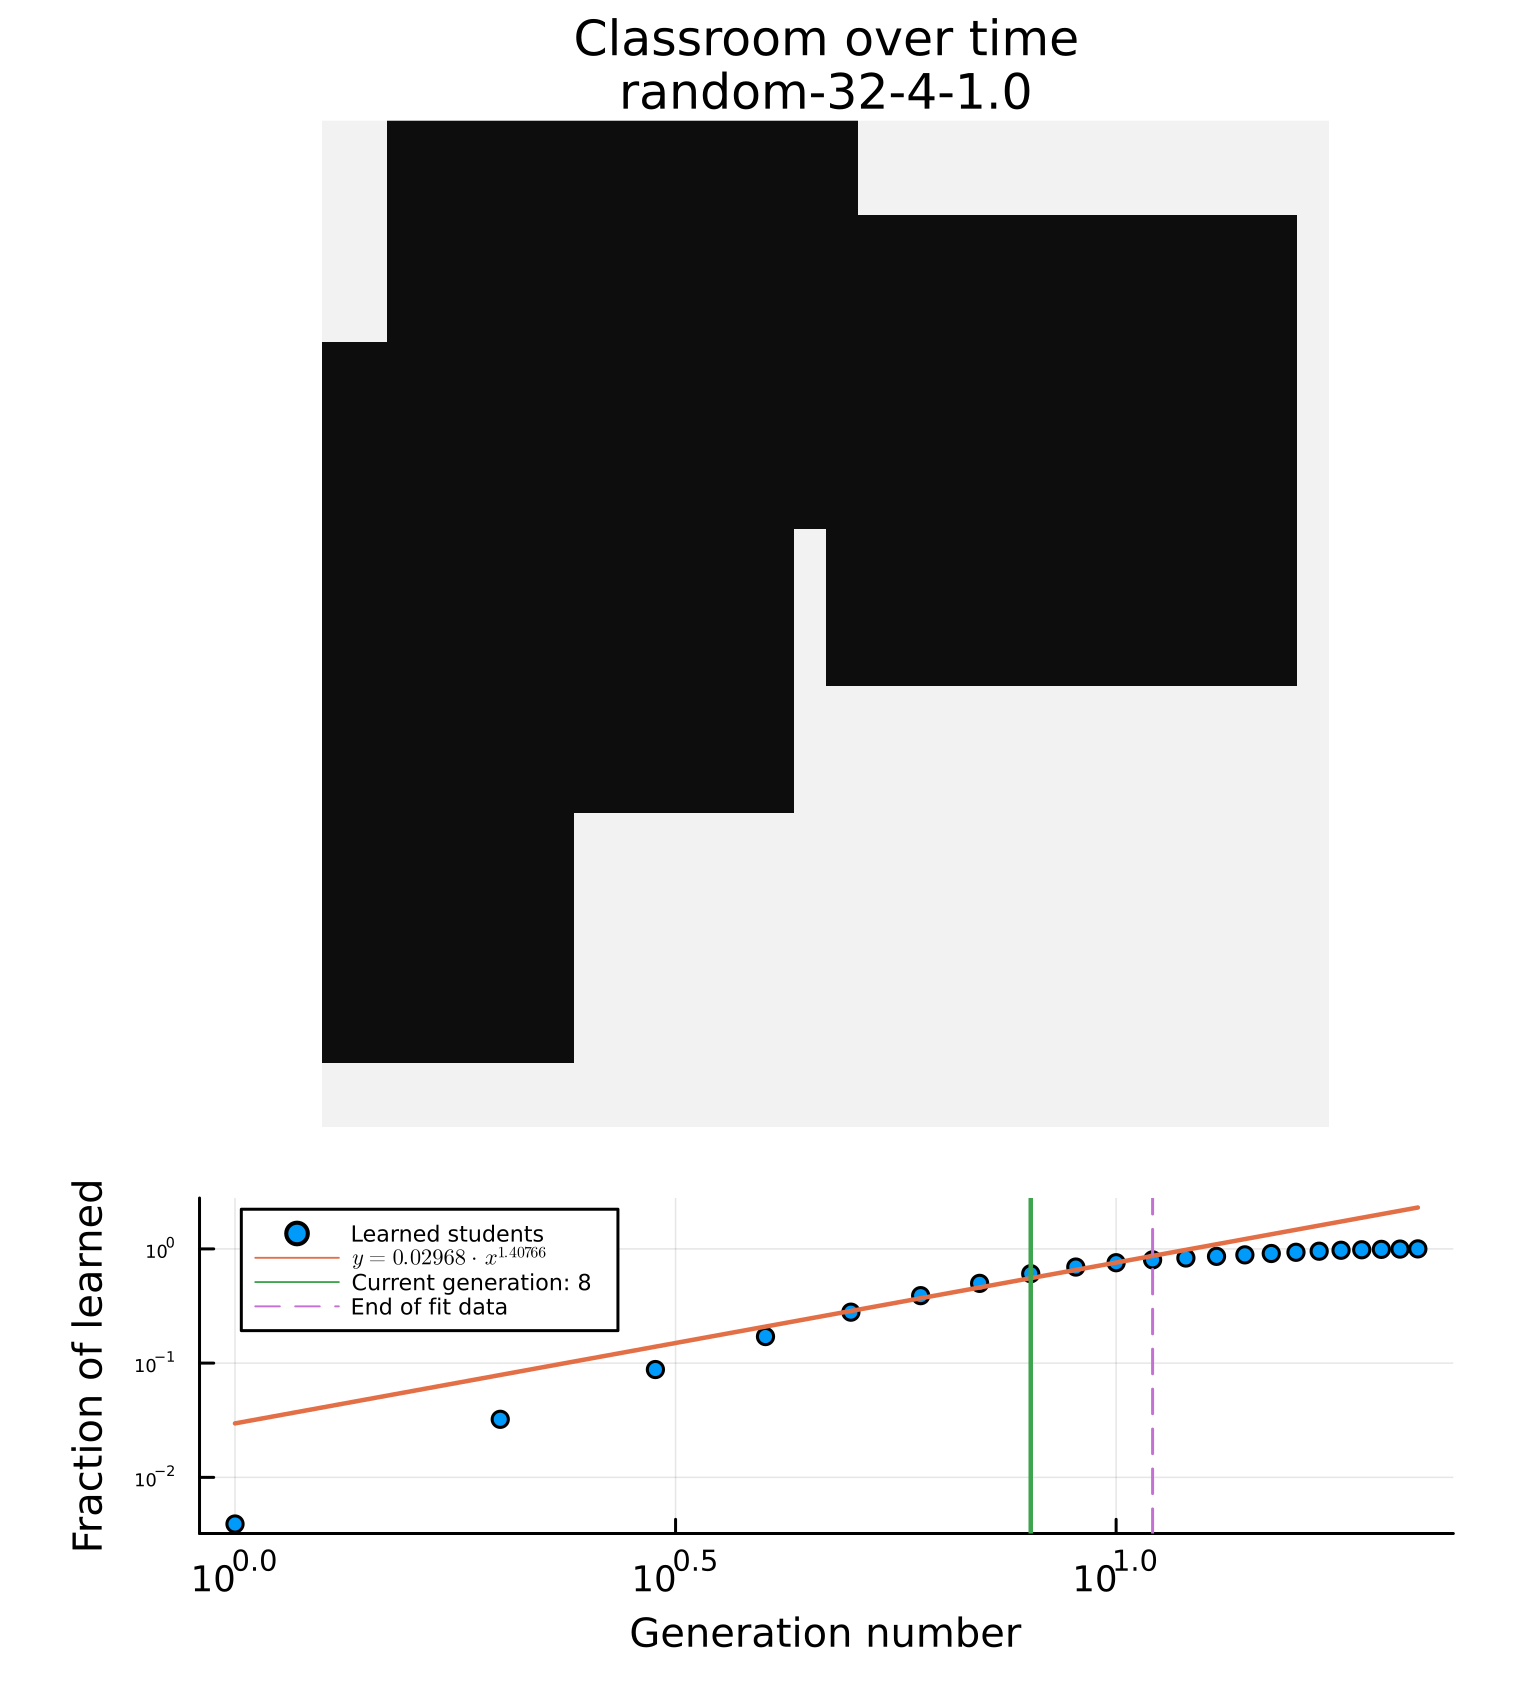 Classroom over time
random-32-4-1.0
Fraction of learned
10^0
10^-1
10^-2
Learned students
y = 0.02968 · x^1.40766
Current generation: 8
End of fit data
10^0.0 10^0.5 10^1.0
Generation number